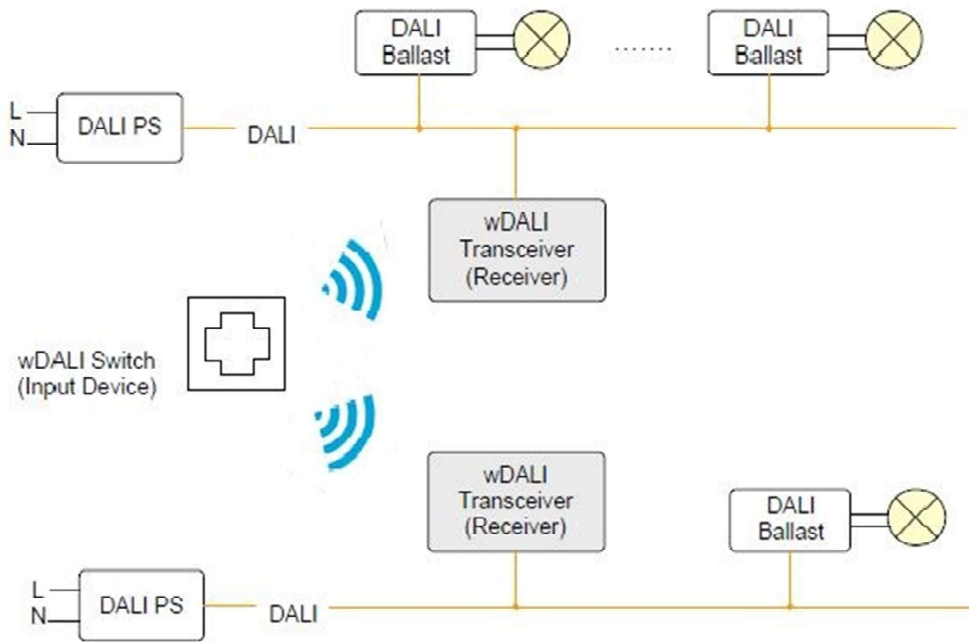 DALI
Ballast
.......
DALI
Ballast
L
N
DALI PS
DALI
wDALI
Transceiver
(Receiver)
wDALI Switch
(Input Device)
wDALI
Transceiver
(Receiver)
DALI
Ballast
L
N
DALI PS
DALI